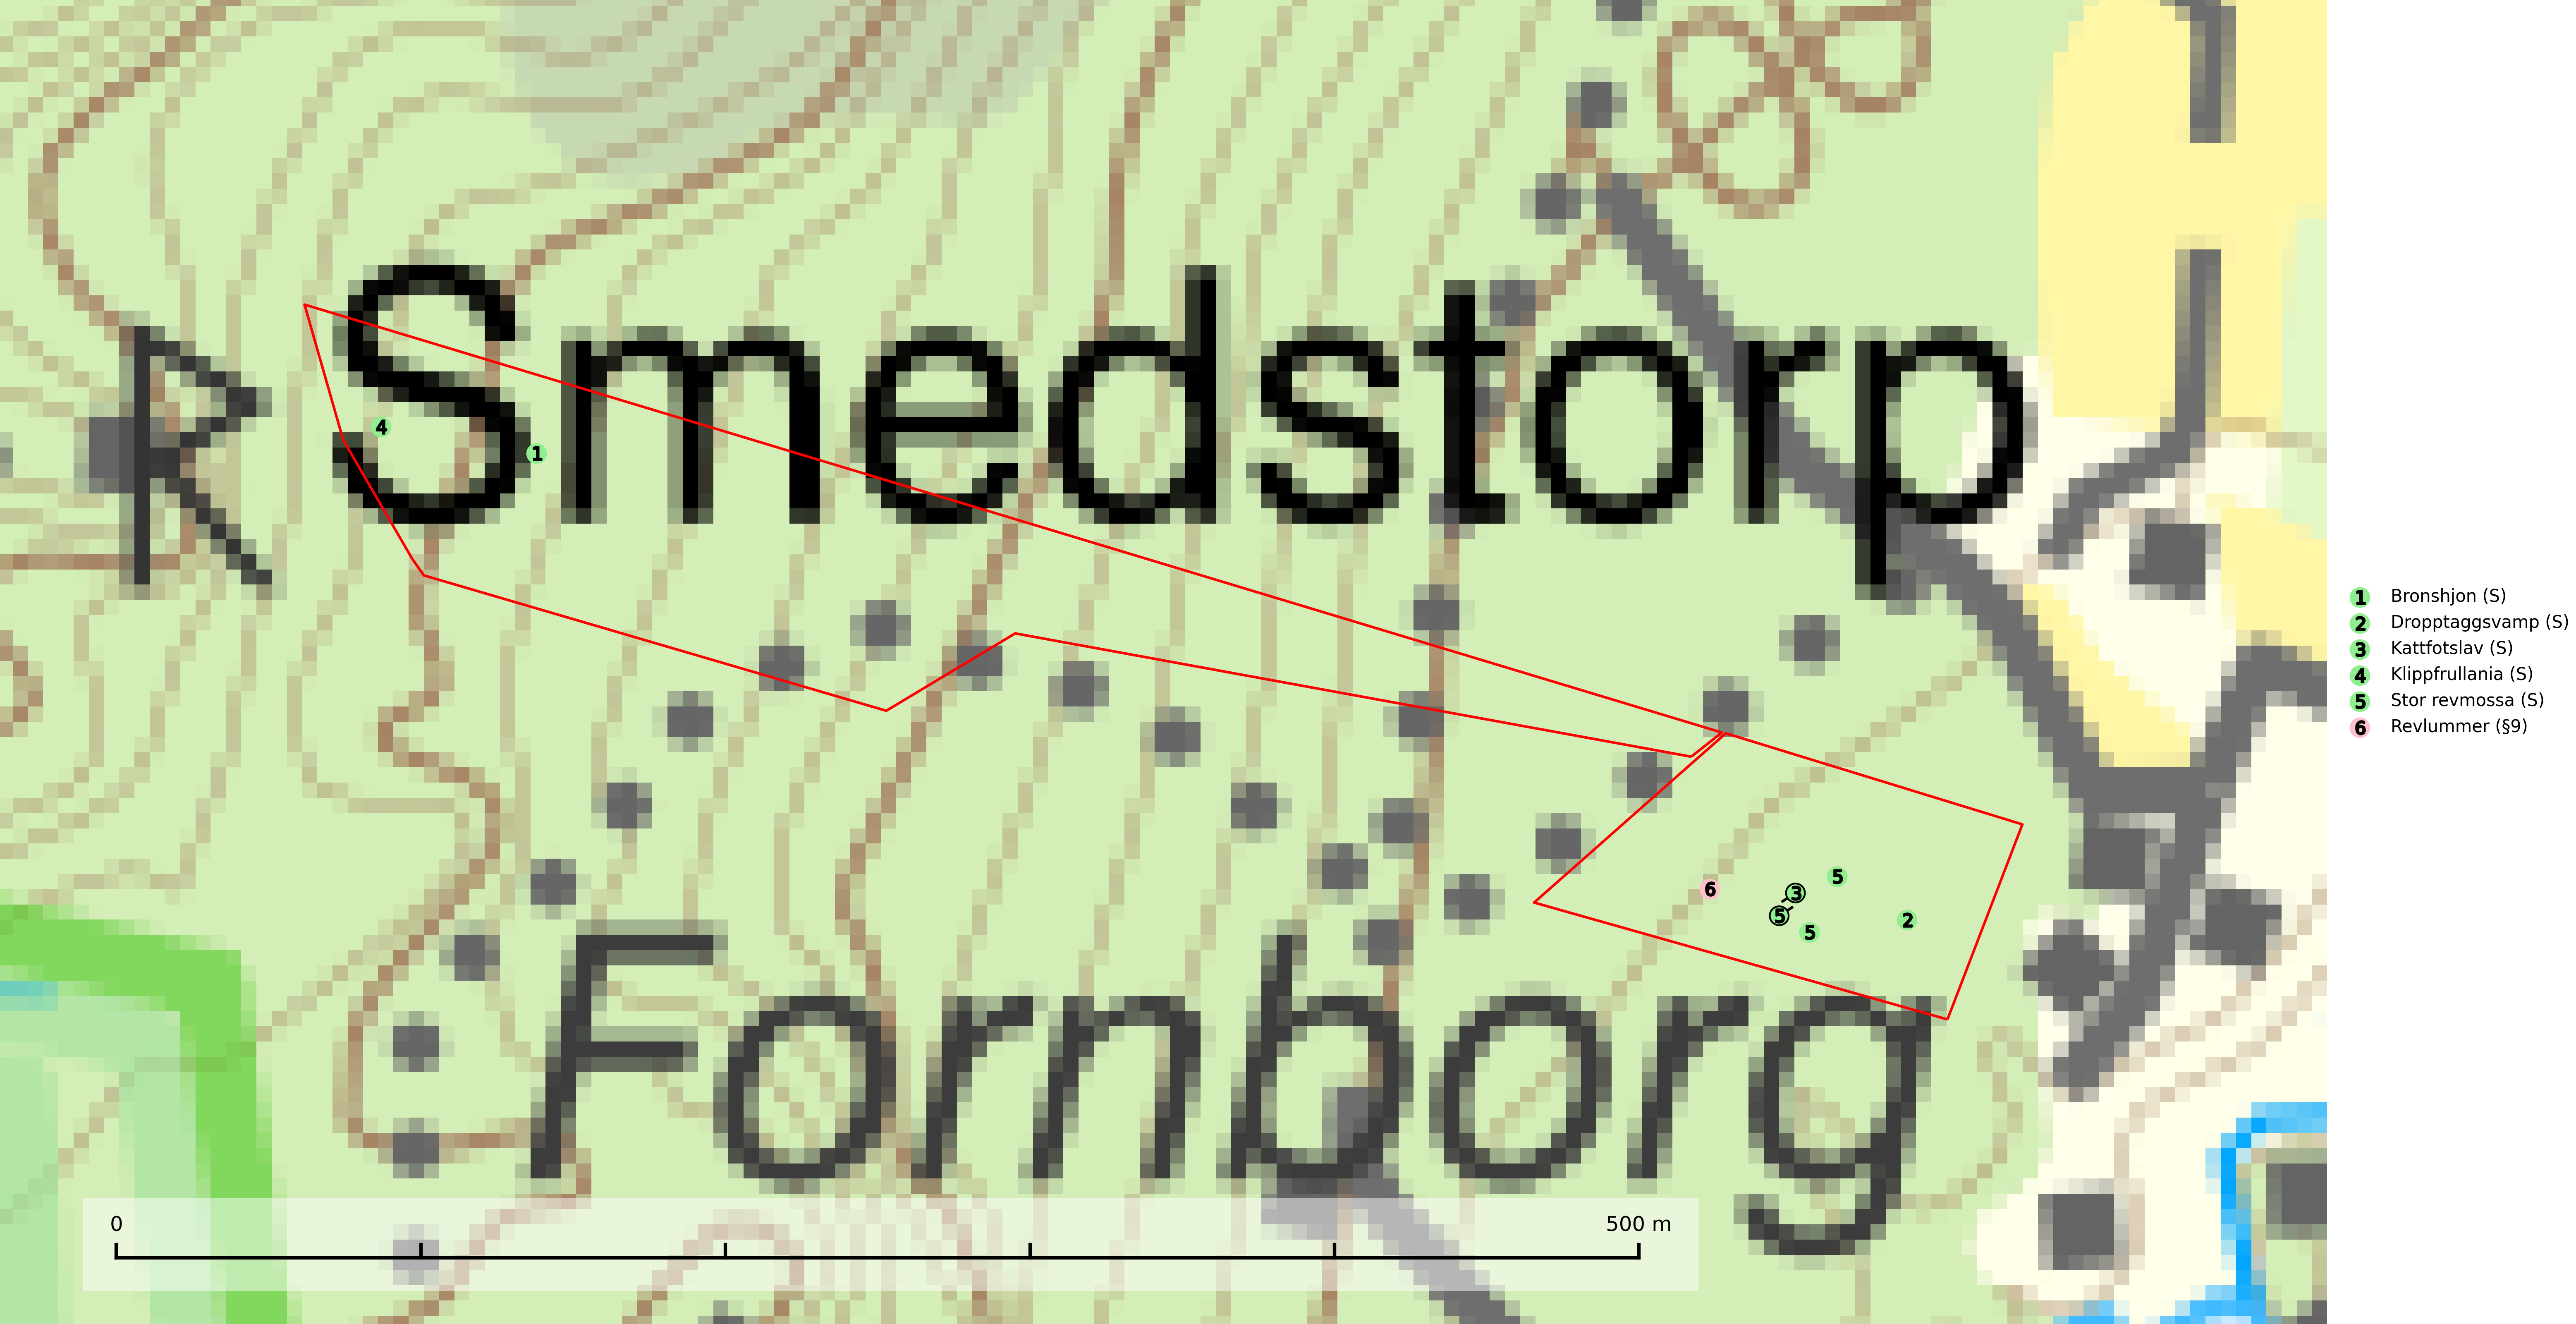 R
Smedstorp
4
1
6
3
5
5
5
2
Fornborg
0
500 m
1 Bronshjon (S)
2 Dropptaggsvamp (S)
3 Kattfotslav (S)
4 Klippfrullania (S)
5 Stor revmossa (S)
6 Revlummer (§9)